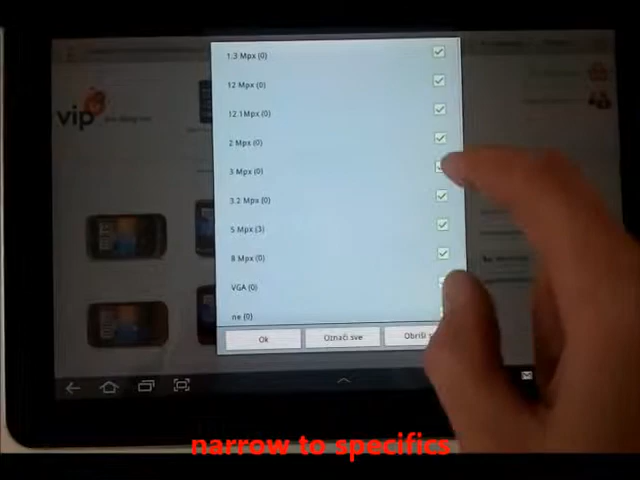 1.3 Mpx (0)
12 Mpx (0)
12.1Mpx (0)
2 Mpx (0)
vip
3 Mpx (0)
3.2 Mpx (0)
5 Mpx (3)
8 Mpx (0)
VGA (0)
ne (0)
Ok
Označi sve
Obriši s
narrow to specifics